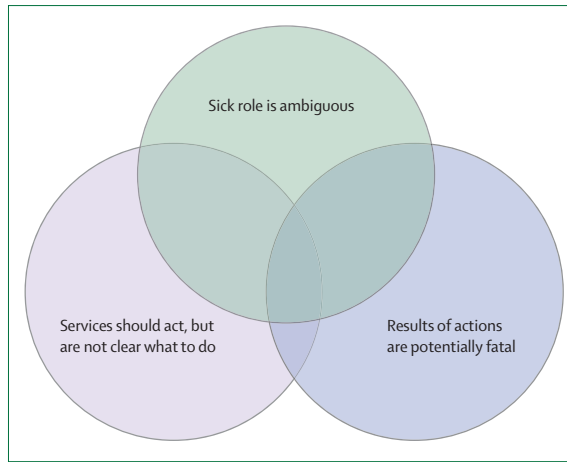 Sick role is ambiguous
Services should act, but
are not clear what to do
Results of actions
are potentially fatal